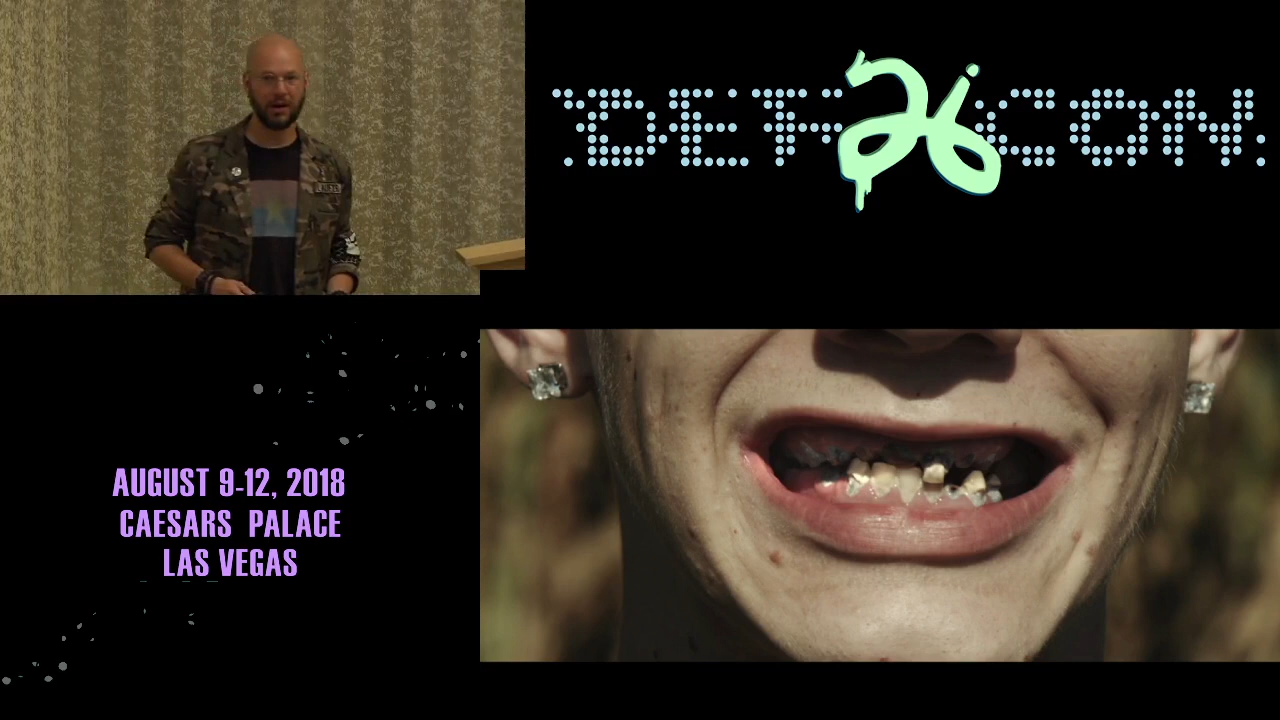 DEF 26 CON
AUGUST 9-12, 2018
CAESARS PALACE
LAS VEGAS